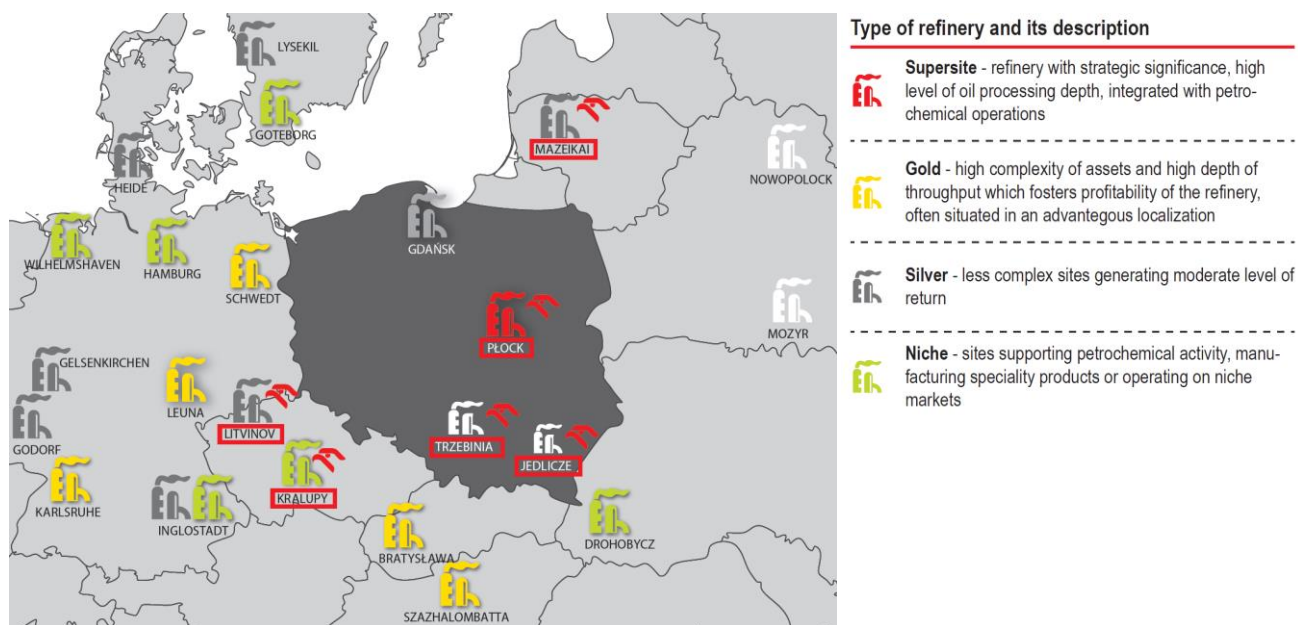 LYSEKIL
GOTEBORG
MAZEIKAI
NOWOPOLOCK
HEIDE
GDAŃSK
WILHELMSHAVEN
HAMBURG
SCHWEDT
MOZYR
PŁOCK
GELSENKIRCHEN
LEUNA
LITVINOV
GODORF
TRZEBINIA
JEDLICZE
KRALUPY
KARLSRUHE
INGLOSTADT
DROHOBYCZ
BRATYSŁAWA
SZAZHALOMBATTA
Type of refinery and its description
Supersite - refinery with strategic significance, high
level of oil processing depth, integrated with petro-
chemical operations
Gold - high complexity of assets and high depth of
throughput which fosters profitability of the refinery,
often situated in an advantegous localization
Silver - less complex sites generating moderate level of
return
Niche - sites supporting petrochemical activity, manu-
facturing speciality products or operating on niche
markets